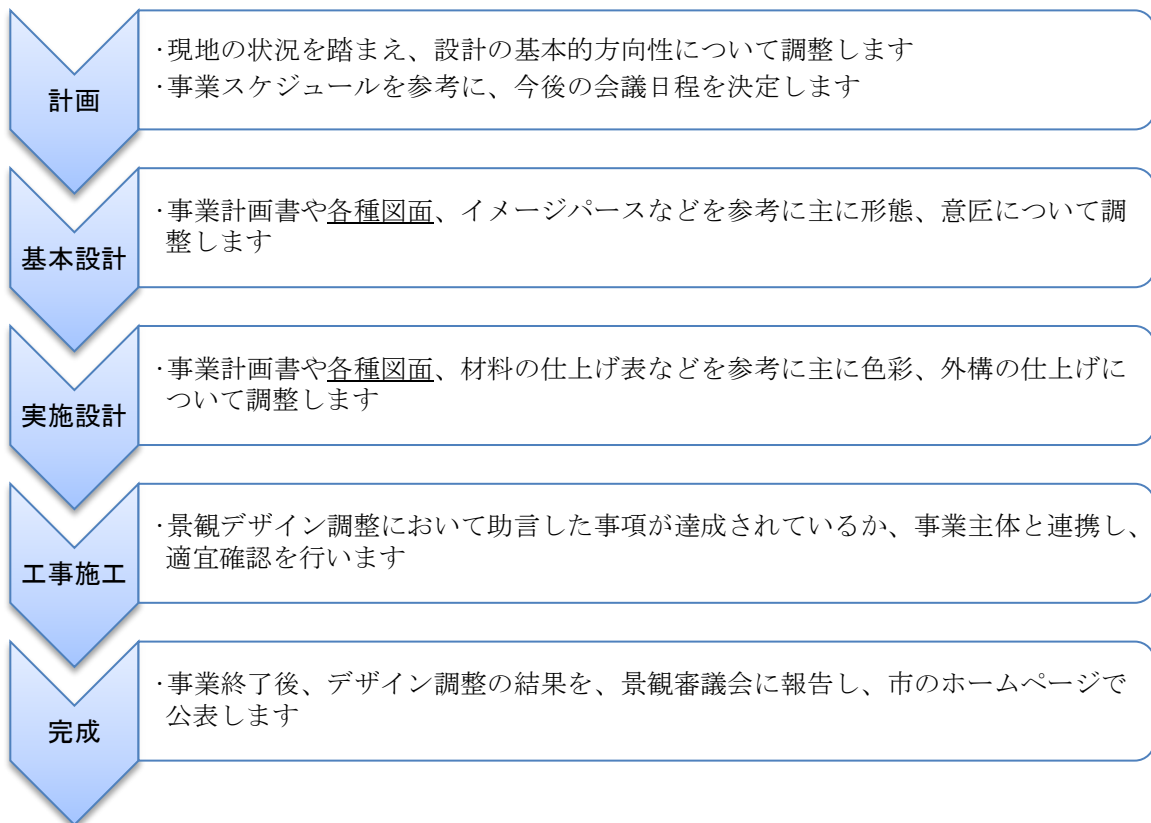 計画
・現地の状況を踏まえ、設計の基本的方向性について調整します
・事業スケジュールを参考に、今後の会議日程を決定します
基本設計
・事業計画書や各種図面、イメージパースなどを参考に主に形態、意匠について調
整します
実施設計
・事業計画書や各種図面、材料の仕上げ表などを参考に主に色彩、外構の仕上げに
ついて調整します
工事施工
・景観デザイン調整において助言した事項が達成されているか、事業主体と連携し、
適宜確認を行います
完成
・事業終了後、デザイン調整の結果を、景観審議会に報告し、市のホームページで
公表します